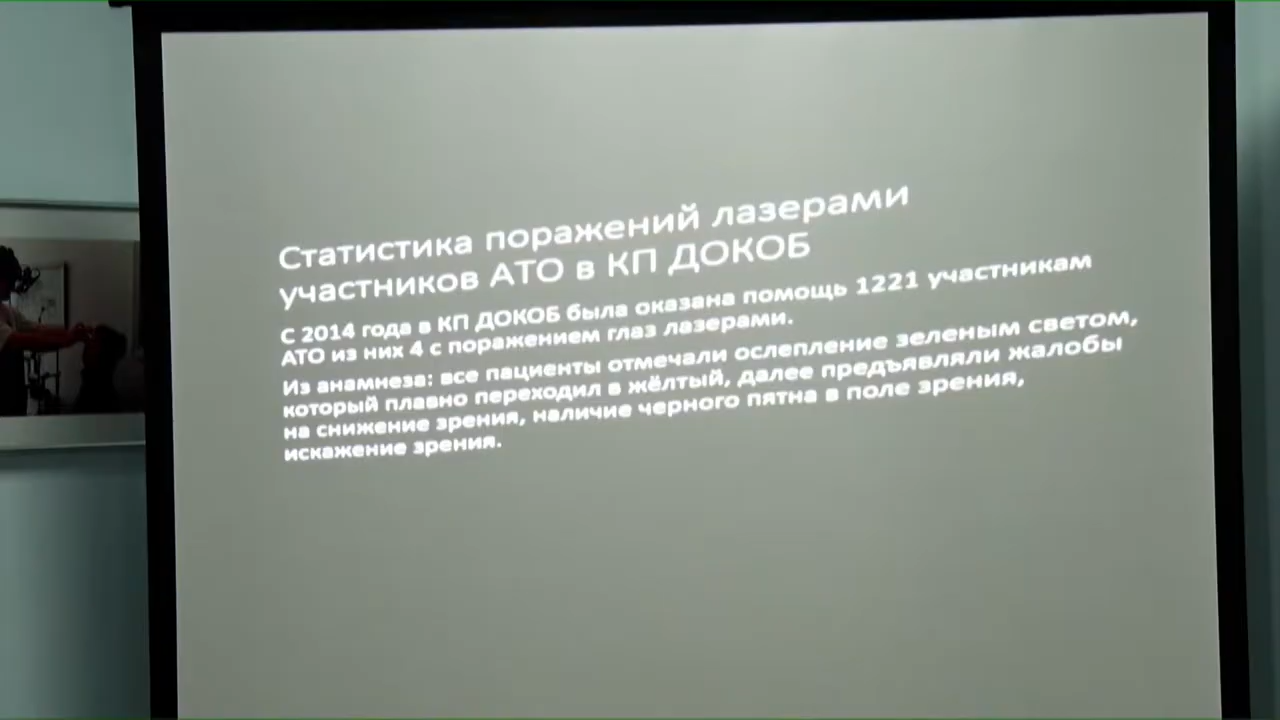 Статистика поражений лазерами
участников АТО в КП ДОКОБ
С 2014 года в КП ДОКОБ была оказана помощь 1221 участникам
АТО из них 4 с поражением глаз лазерами.
Из анамнеза: все пациенты отмечали ослепление зеленым светом,
который плавно переходил в жёлтый, далее предъявляли жалобы
на снижение зрения, наличие черного пятна в поле зрения,
искажение зрения.